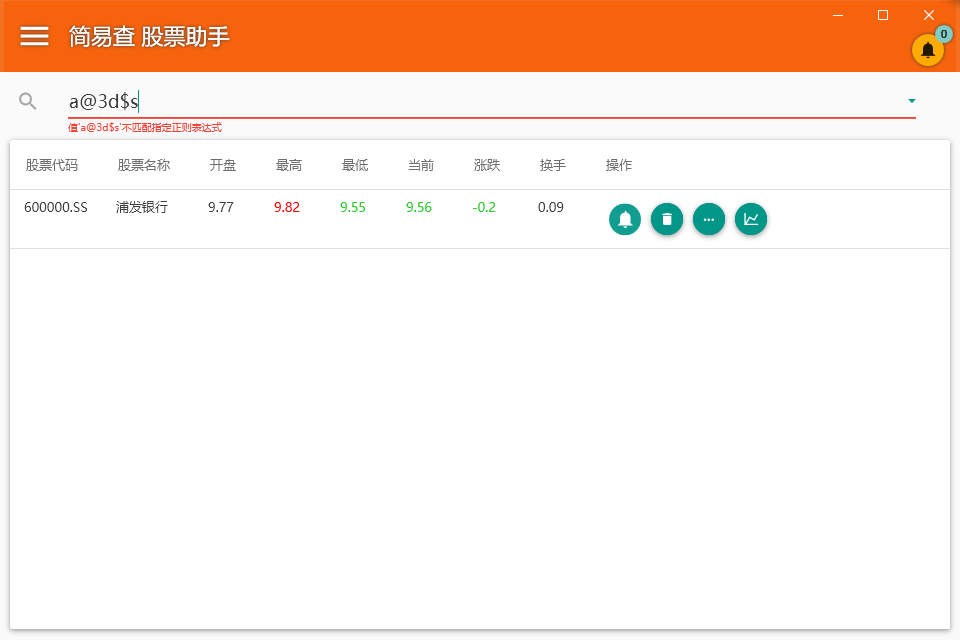 简易查 股票助手
0
a@3d$s
值'a@3d$s'不匹配指定正则表达式
股票代码 股票名称 开盘 最高 最低 当前 涨跌 换手 操作
600000.SS 浦发银行 9.77 9.82 9.55 9.56 -0.2 0.09